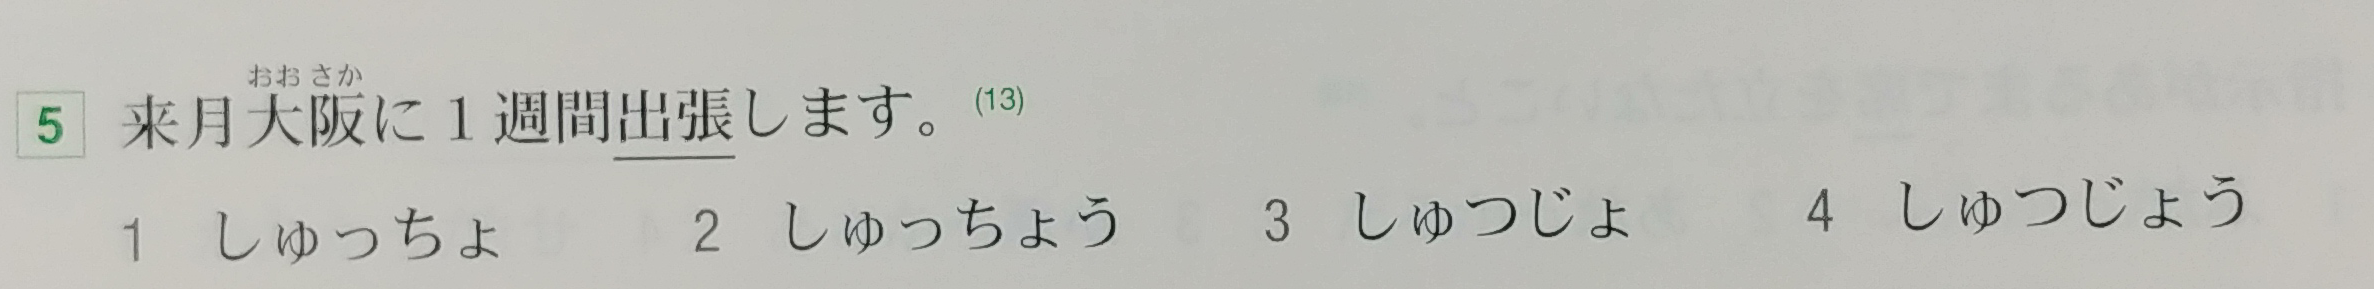 おおさか
5 来月大阪に1週間出張します。(13)
1 しゅっちょ 2 しゅっちょう 3 しゅつじょ 4 しゅつじょう